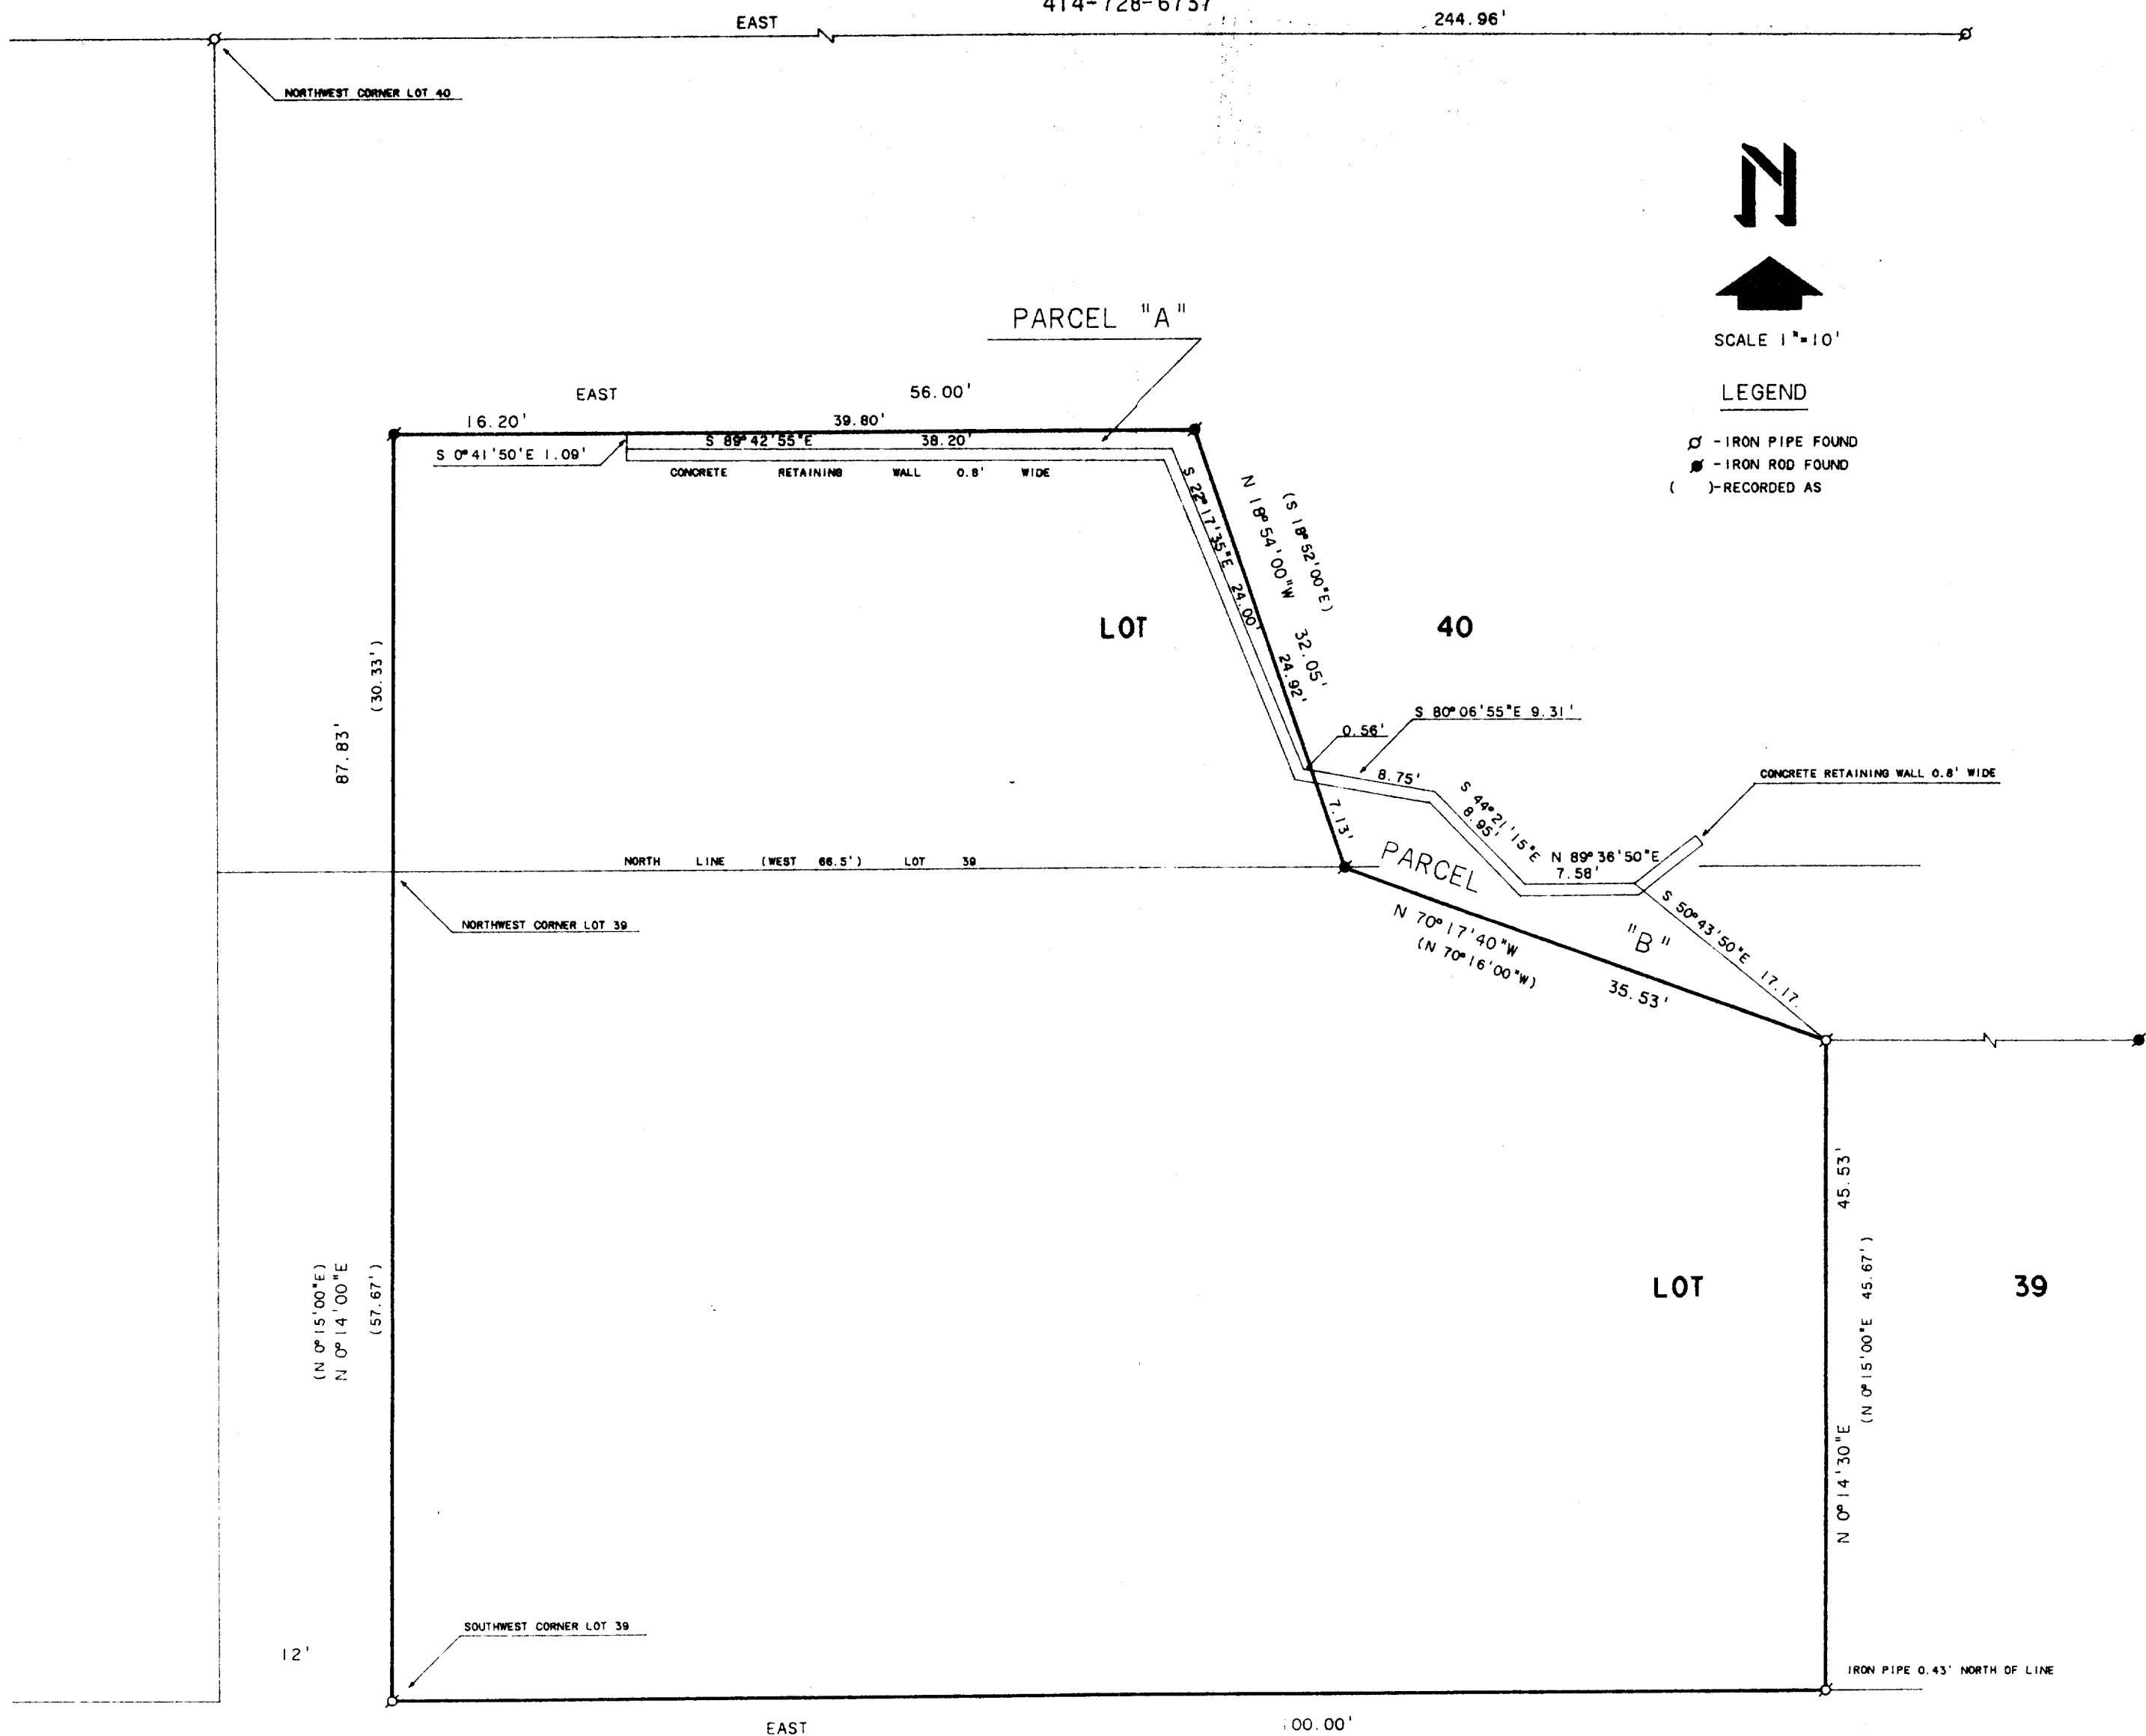 414-728-6737
EAST 244.96'
NORTHWEST CORNER LOT 40
N
SCALE 1"=10'
LEGEND
- IRON PIPE FOUND
- IRON ROD FOUND
( )-RECORDED AS
PARCEL "A"
EAST 56.00'
16.20' 39.80'
S 89°42'55"E 38.20'
S 0°41'50"E 1.09'
CONCRETE RETAINING WALL 0.8' WIDE
S 22°17'35"E 24.00'
N 18°54'00"W 32.05'
(S 18°52'00"E)
24.92'
LOT 40
(30.33')
87.83'
S 80°06'55"E 9.31'
0.56'
8.75'
7.13'
S 44°21'15"E
8.95'
CONCRETE RETAINING WALL 0.8' WIDE
N 89°36'50"E
7.58'
NORTH LINE (WEST 66.5') LOT 39
PARCEL
"B"
S 50°43'50"E 17.17
NORTHWEST CORNER LOT 39
N 70°17'40"W
(N 70°16'00"W)
35.53'
45.53'
(N 0°15'00"E 45.67')
N 0°14'30"E
LOT 39
(N 0°15'00"E)
N 0°14'00"E
(57.67')
SOUTHWEST CORNER LOT 39
12'
IRON PIPE 0.43' NORTH OF LINE
EAST 100.00'